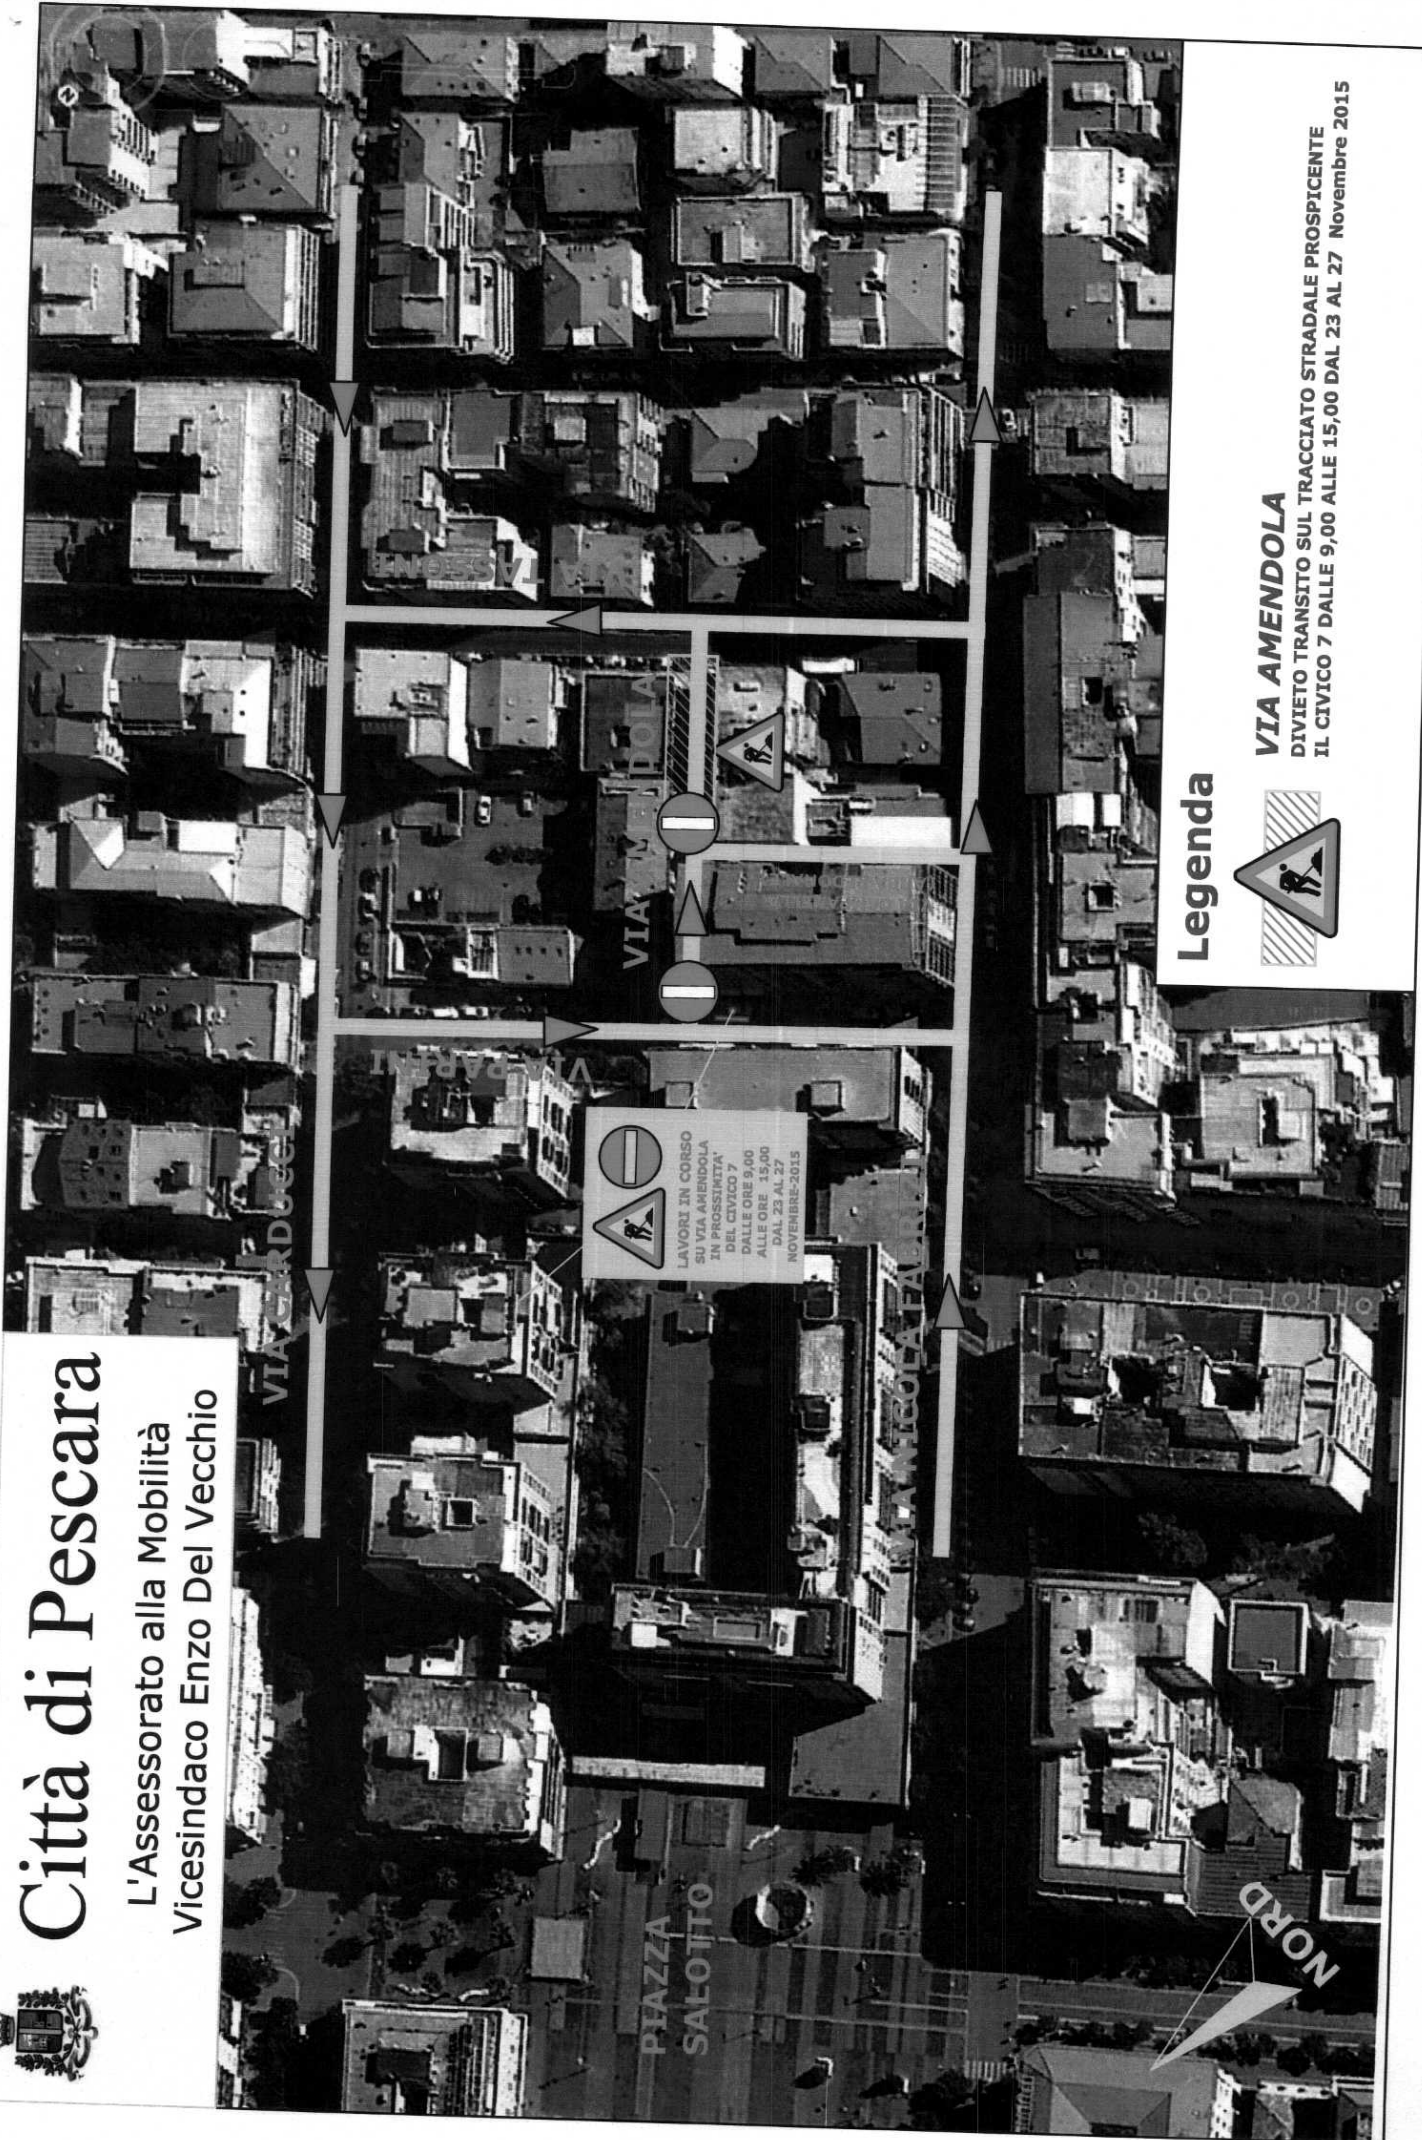 Città di Pescara
L'Assessorato alla Mobilità
Vicesindaco Enzo Del Vecchio
VIA CARDUCCI
VIA PARINI
VIA TASSONI
VIA AMENDOLA
VIA NICOLA FABRIZI
PIAZZA
SALOTTO
LAVORI IN CORSO
SU VIA AMENDOLA
IN PROSSIMITA'
DEL CIVICO 7
DALLE ORE 9,00
ALLE ORE 15,00
DAL 23 AL 27
NOVEMBRE-2015
NORD
Legenda
VIA AMENDOLA
DIVIETO TRANSITO SUL TRACCIATO STRADALE PROSPICENTE
IL CIVICO 7 DALLE 9,00 ALLE 15,00 DAL 23 AL 27 Novembre 2015
N